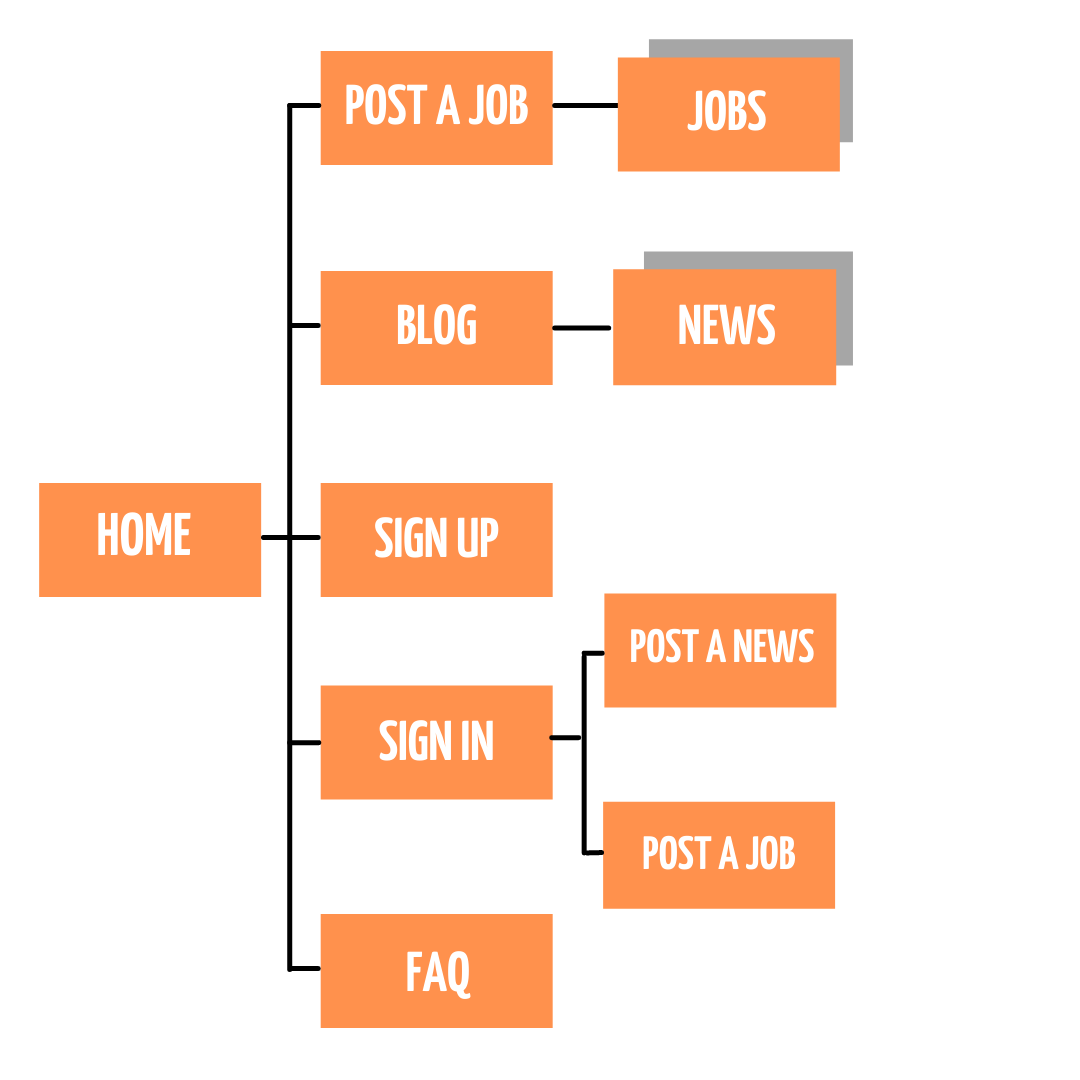 POST A JOB
JOBS
BLOG
NEWS
HOME
SIGN UP
POST A NEWS
SIGN IN
POST A JOB
FAQ